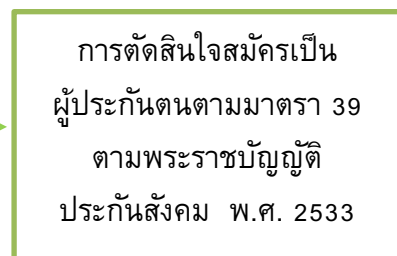 การตัดสินใจสมัครเป็น
ผู้ประกันตนตามมาตรา 39
ตามพระราชบัญญัติ
ประกันสังคม พ.ศ. 2533